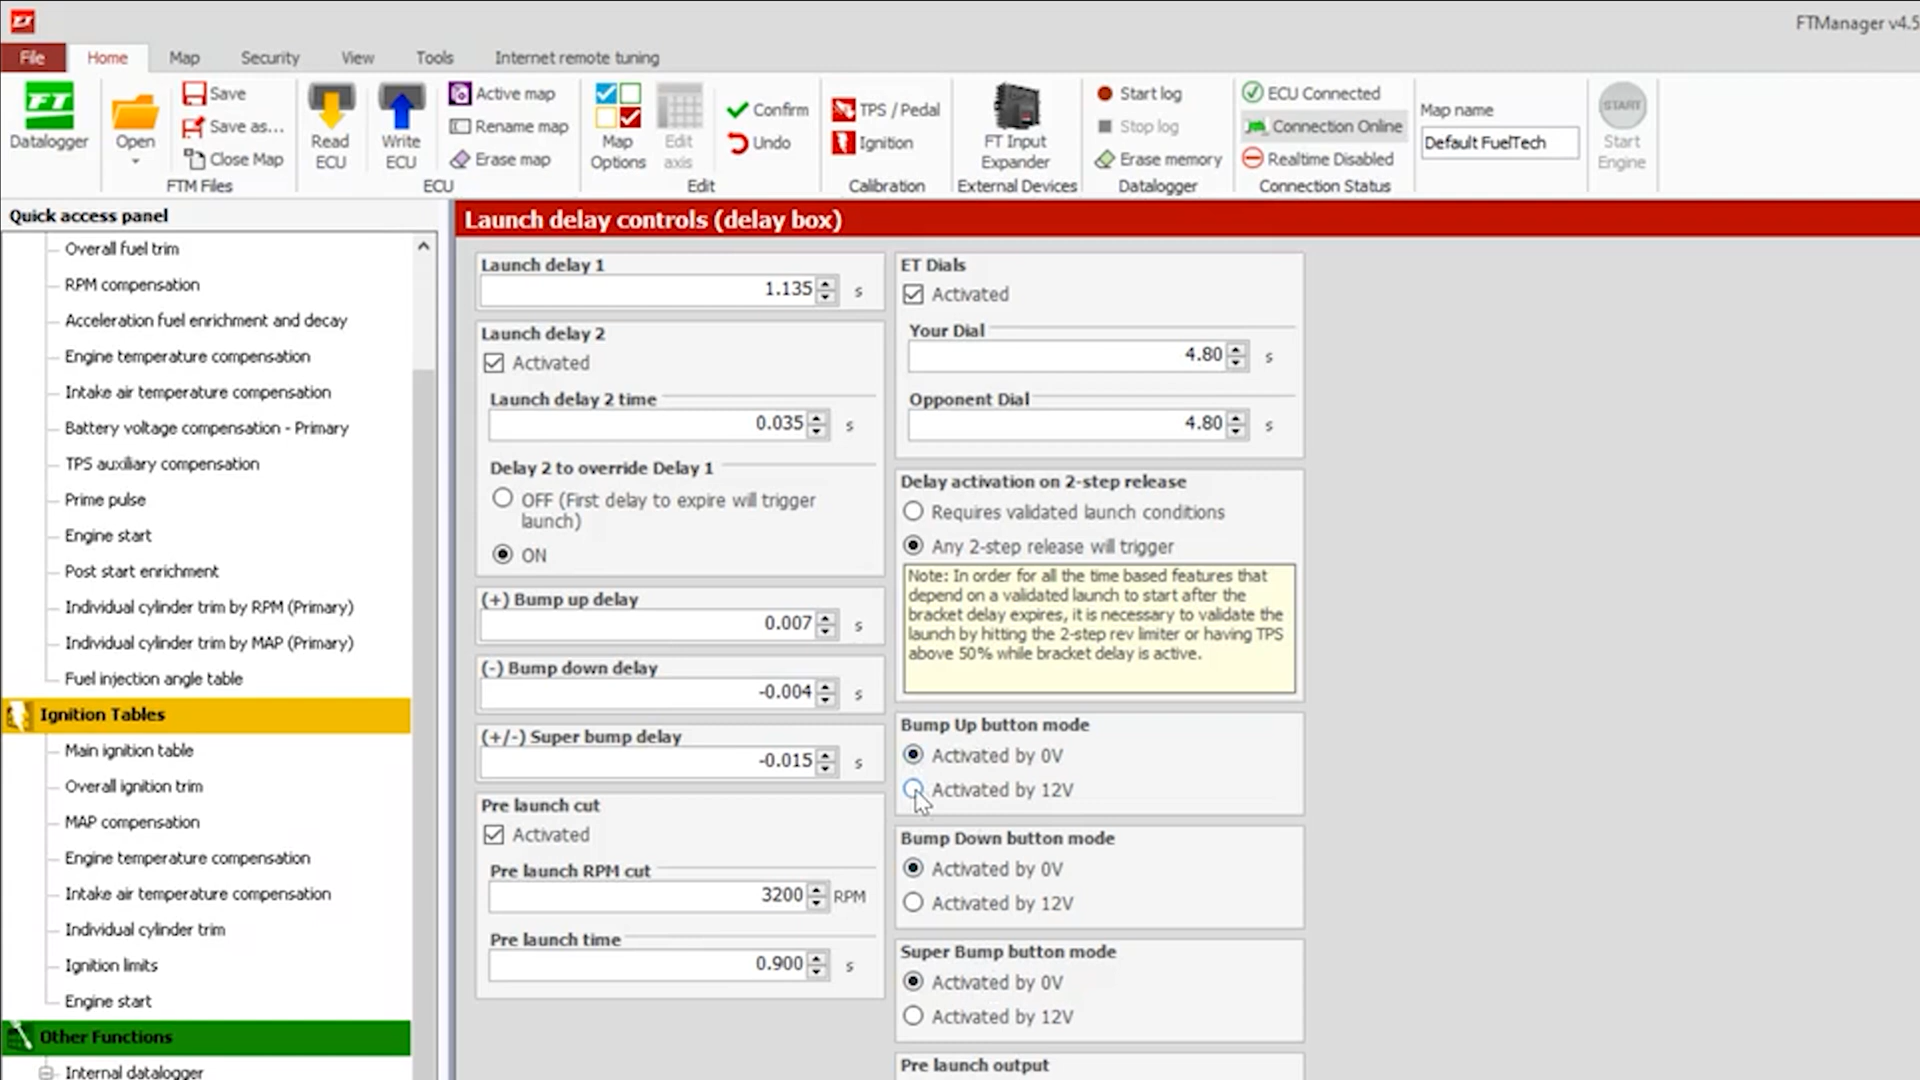 FTManager v4.5
File
Home
Map
Security
View
Tools
Internet remote tuning
FT
Datalogger
Open
Save
Save as...
Close Map
FTM Files
Read
ECU
Write
ECU
Active map
Rename map
Erase map
ECU
Map
Options
Edit
axis
Confirm
Undo
Edit
TPS / Pedal
Ignition
Calibration
FT Input
Expander
External Devices
Start log
Stop log
Erase memory
Datalogger
ECU Connected
Connection Online
Realtime Disabled
Connection Status
Map name
Default FuelTech
START
Start
Engine
Quick access panel
Overall fuel trim
RPM compensation
Acceleration fuel enrichment and decay
Engine temperature compensation
Intake air temperature compensation
Battery voltage compensation - Primary
TPS auxiliary compensation
Prime pulse
Engine start
Post start enrichment
Individual cylinder trim by RPM (Primary)
Individual cylinder trim by MAP (Primary)
Fuel injection angle table
Ignition Tables
Main ignition table
Overall ignition trim
MAP compensation
Engine temperature compensation
Intake air temperature compensation
Individual cylinder trim
Ignition limits
Engine start
Other Functions
Internal datalogger
Launch delay controls (delay box)
Launch delay 1
1.135 s
Launch delay 2
Activated
Launch delay 2 time
0.035 s
Delay 2 to override Delay 1
OFF (First delay to expire will trigger
launch)
ON
(+) Bump up delay
0.007 s
(-) Bump down delay
-0.004 s
(+/-) Super bump delay
-0.015 s
Pre launch cut
Activated
Pre launch RPM cut
3200 RPM
Pre launch time
0.900 s
ET Dials
Activated
Your Dial
4.80 s
Opponent Dial
4.80 s
Delay activation on 2-step release
Requires validated launch conditions
Any 2-step release will trigger
Note: In order for all the time based features that
depend on a validated launch to start after the
bracket delay expires, it is necessary to validate the
launch by hitting the 2-step rev limiter or having TPS
above 50% while bracket delay is active.
Bump Up button mode
Activated by 0V
Activated by 12V
Bump Down button mode
Activated by 0V
Activated by 12V
Super Bump button mode
Activated by 0V
Activated by 12V
Pre launch output